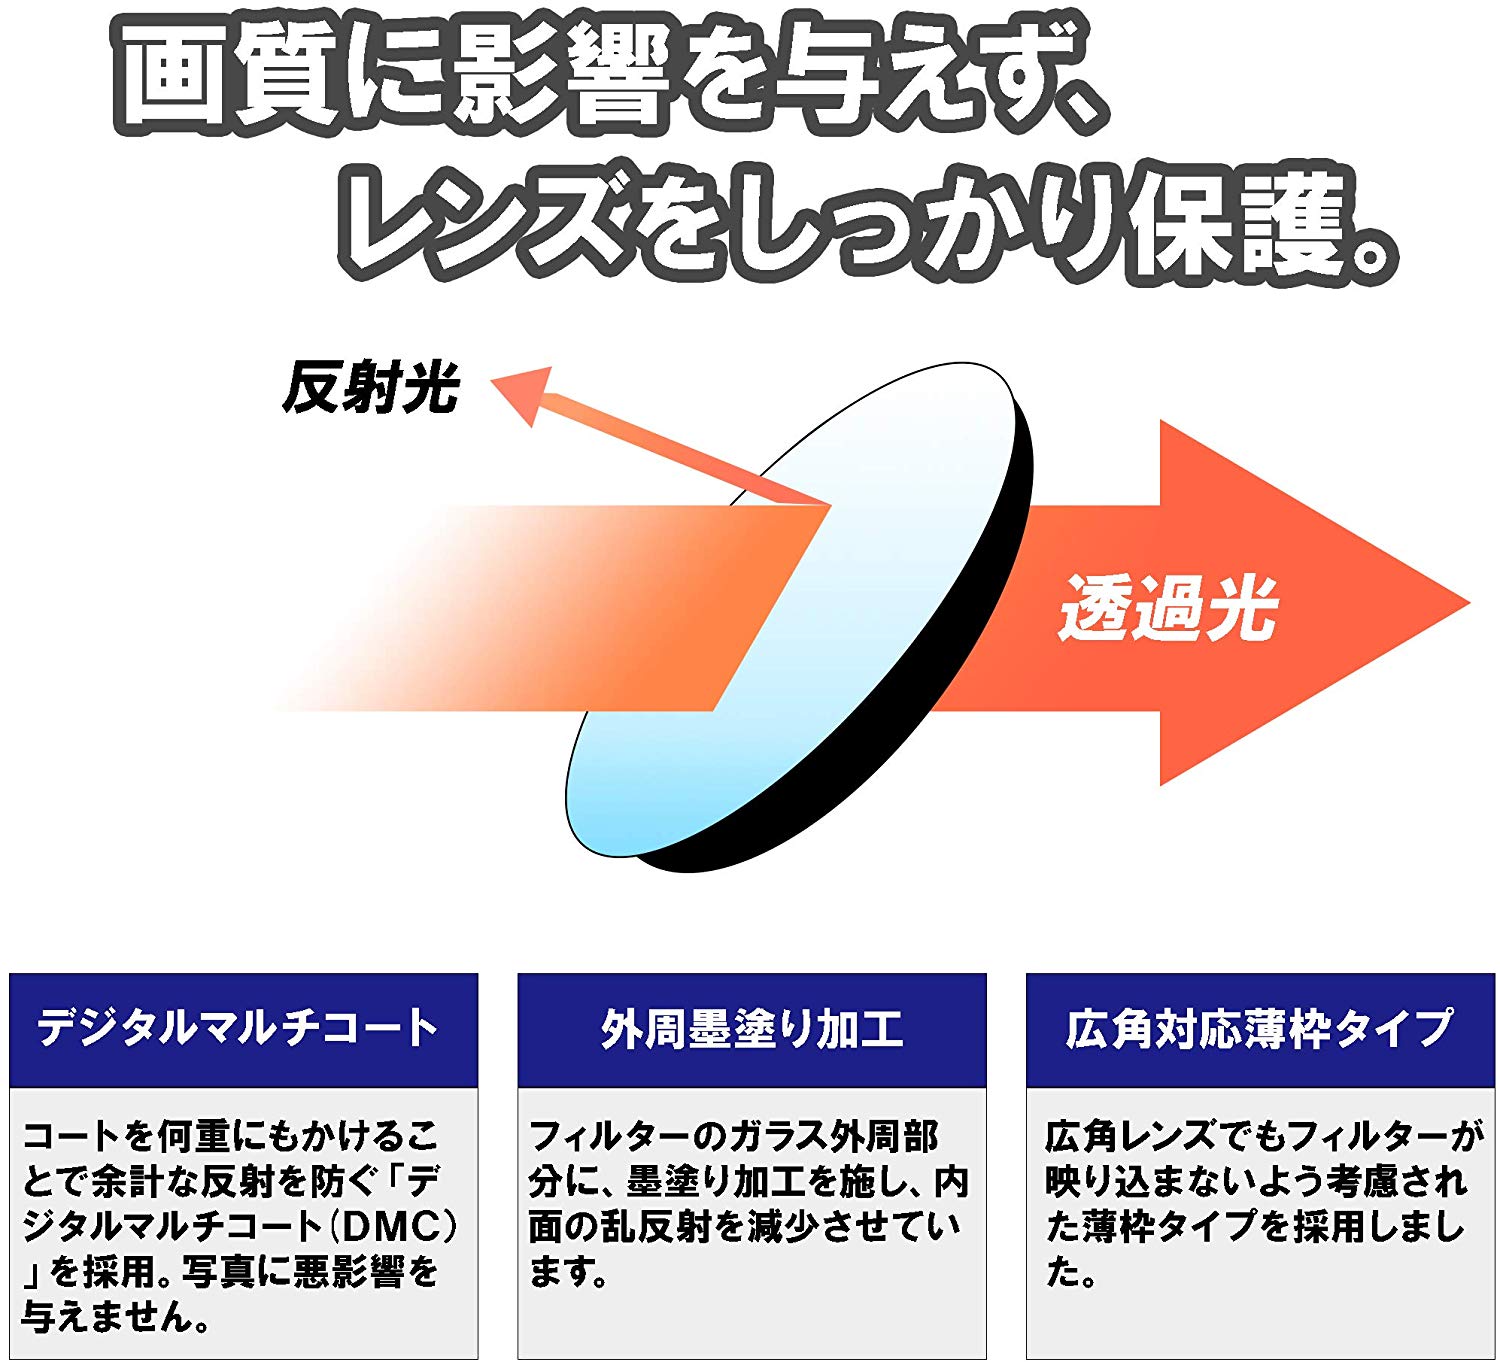 画質に影響を与えず、
レンズをしっかり保護。
反射光
透過光
デジタルマルチコート
コートを何重にもかけるこ
とで余計な反射を防ぐ「デ
ジタルマルチコート(DMC)
」を採用。写真に悪影響を
与えません。
外周墨塗り加工
フィルターのガラス外周部
分に、墨塗り加工を施し、内
面の乱反射を減少させてい
ます。
広角対応薄枠タイプ
広角レンズでもフィルターが
映り込まないよう考慮され
た薄枠タイプを採用しまし
た。